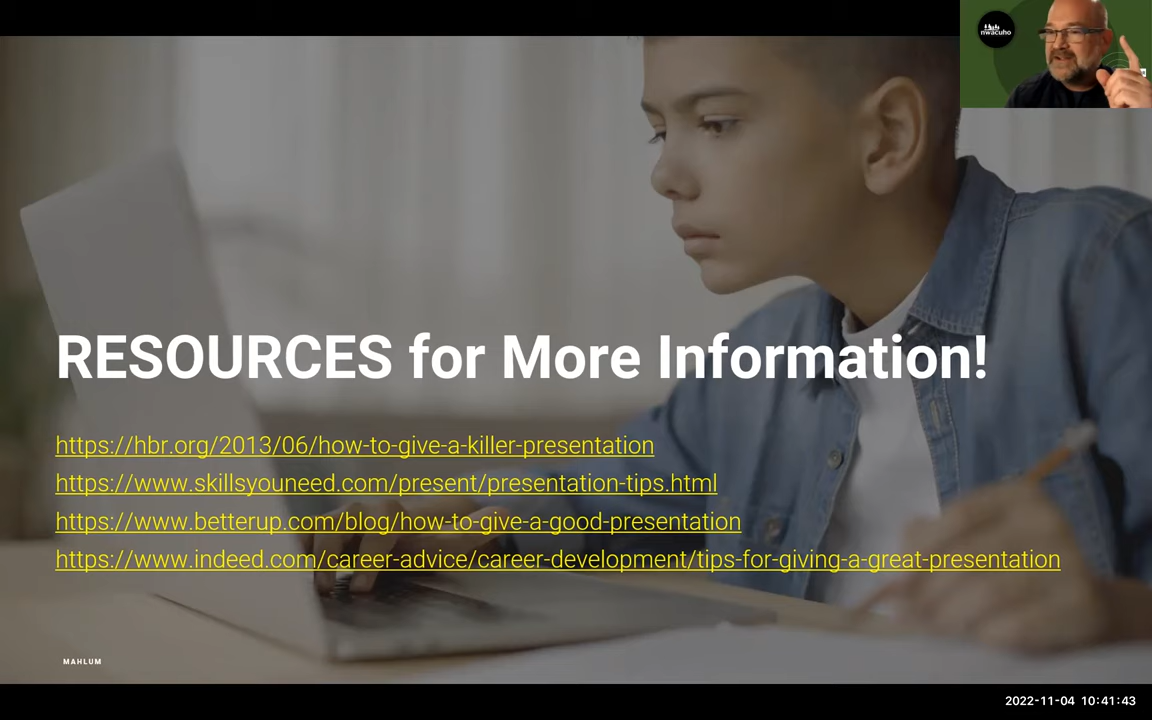 nwacuho
RESOURCES for More Information!
https://hbr.org/2013/06/how-to-give-a-killer-presentation
https://www.skillsyouneed.com/present/presentation-tips.html
https://www.betterup.com/blog/how-to-give-a-good-presentation
https://www.indeed.com/career-advice/career-development/tips-for-giving-a-great-presentation
MAHLUM
2022-11-04 10:41:43